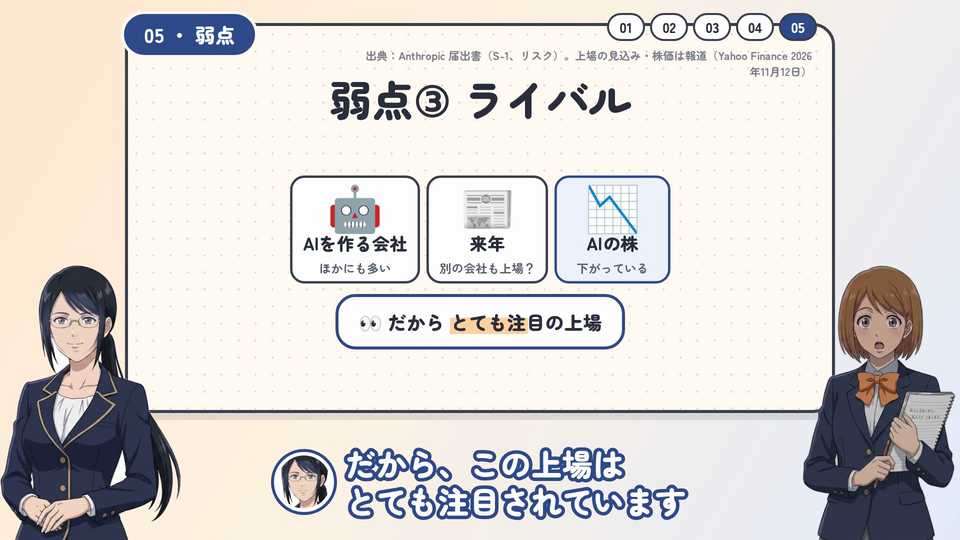 05 ・ 弱点
01 02 03 04 05
出典：Anthropic 届出書（S-1、リスク）。上場の見込み・株価は報道（Yahoo Finance 2026
年11月12日）
弱点③ ライバル
AIを作る会社
ほかにも多い
来年
別の会社も上場？
AIの株
下がっている
👀 だから とても注目の上場
だから、この上場は
とても注目されています